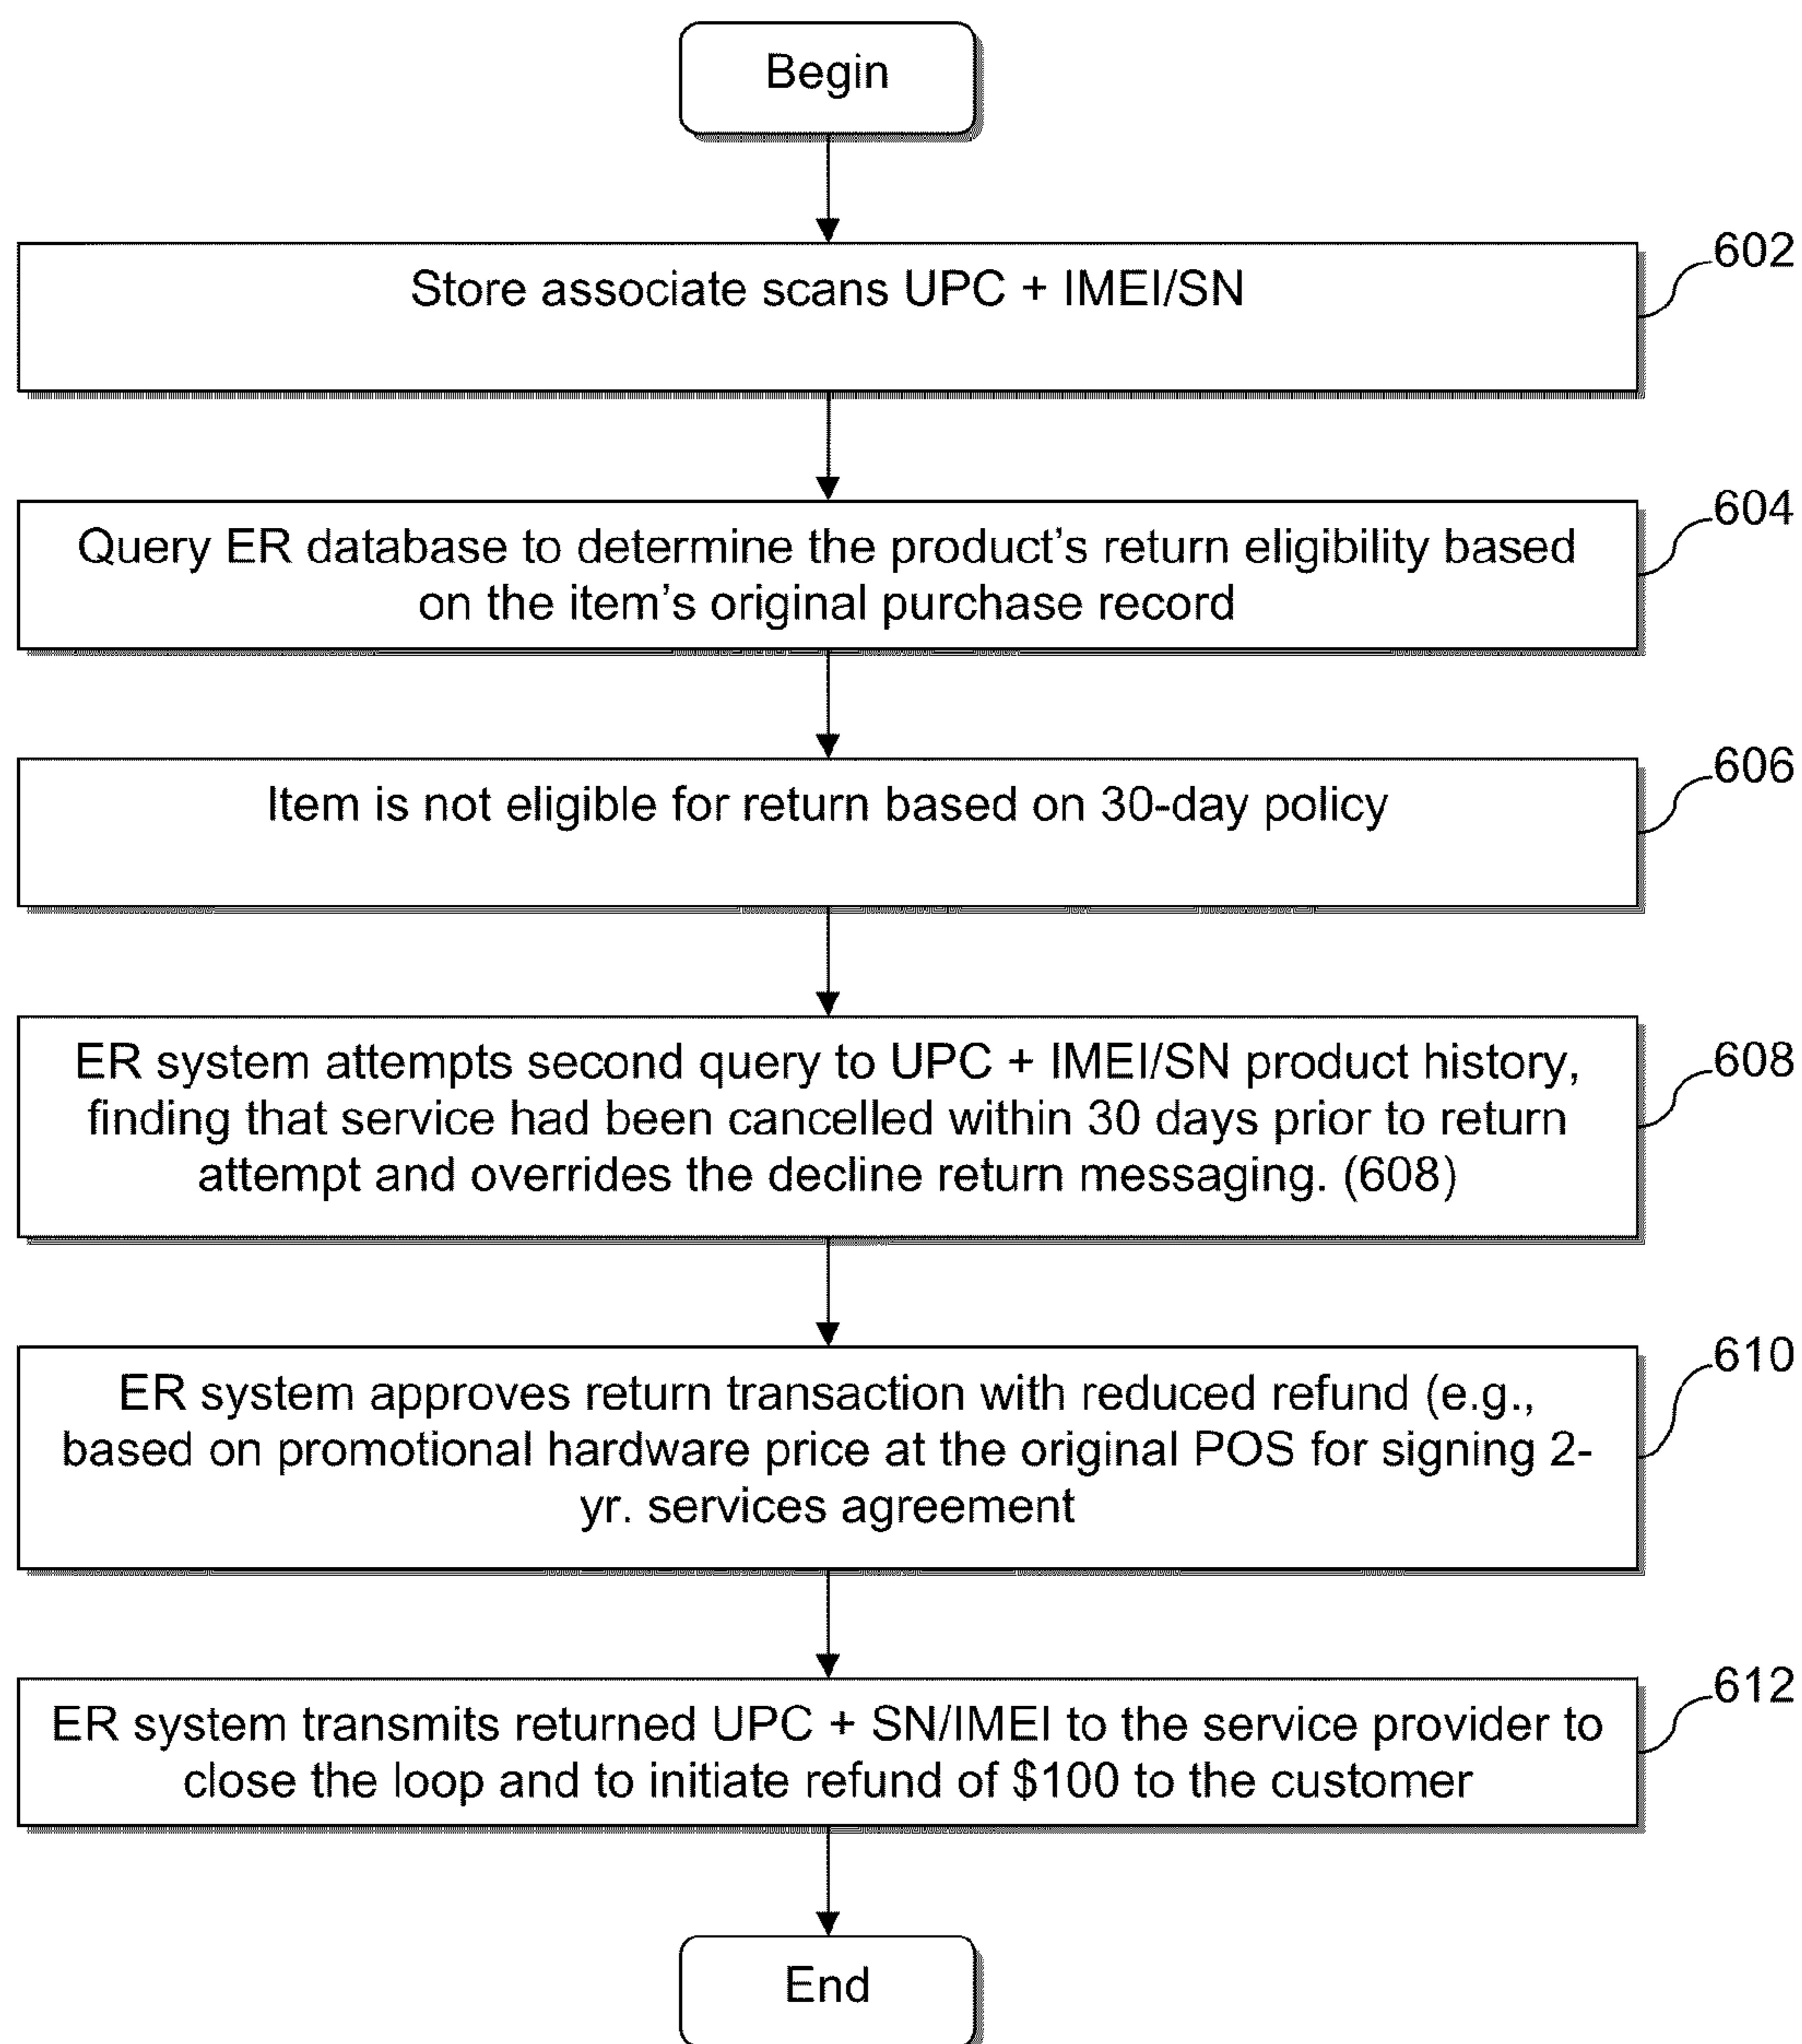 Begin
Store associate scans UPC + IMEI/SN
602
Query ER database to determine the product's return eligibility based
on the item's original purchase record
604
Item is not eligible for return based on 30-day policy
606
ER system attempts second query to UPC + IMEI/SN product history,
finding that service had been cancelled within 30 days prior to return
attempt and overrides the decline return messaging. (608)
608
ER system approves return transaction with reduced refund (e.g.,
based on promotional hardware price at the original POS for signing 2-
yr. services agreement
610
ER system transmits returned UPC + SN/IMEI to the service provider to
close the loop and to initiate refund of $100 to the customer
612
End